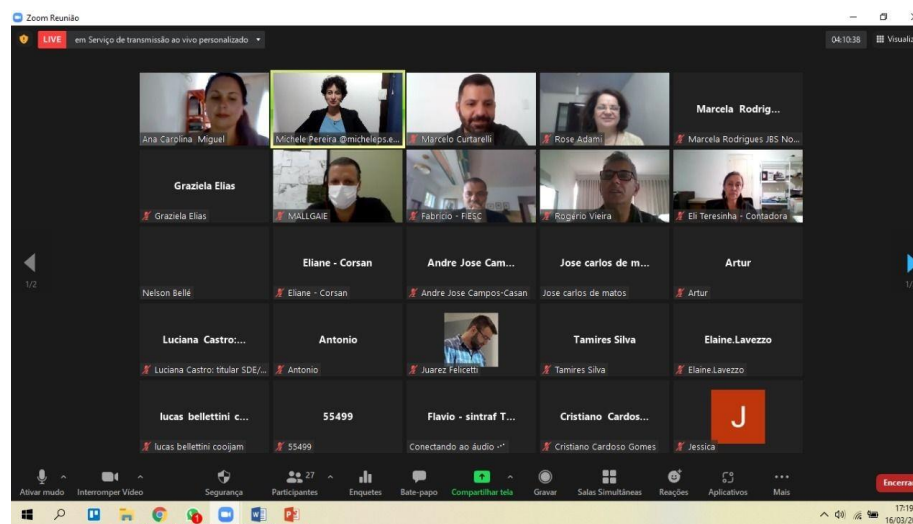 Zoom Reunião
LIVE em Serviço de transmissão ao vivo personalizado
04:10:38 Visualiz
Marcela Rodrig...
Ana Carolina Miguel
Michele Pereira @micheleps.e...
Marcelo Curtarelli
Rose Adami
Marcela Rodrigues JBS No...
Graziela Elias
Graziela Elias
MALLGAIE
Fabricio - FIESC
Rogério Vieira
Eli Teresinha - Contadora
Eliane - Corsan
Andre Jose Cam...
Jose carlos de m...
Artur
1/2
1/
Nelson Bellé
Eliane - Corsan
Andre Jose Campos-Casan
Jose carlos de matos
Artur
Luciana Castro:...
Antonio
Tamires Silva
Elaine.Lavezzo
Luciana Castro: titular SDE/...
Antonio
Juarez Felicetti
Tamires Silva
Elaine.Lavezzo
lucas bellettini c...
55499
Flavio - sintraf T...
Cristiano Cardos...
J
lucas bellettini cooijam
55499
Conectando ao áudio
Cristiano Cardoso Gomes
Jessica
27
Ativar mudo
Interromper Vídeo
Segurança
Participantes
Enquetes
Bate-papo
Compartilhar tela
Gravar
Salas Simultâneas
Reações
Aplicativos
Mais
Encerrar
17:19
16/03/2